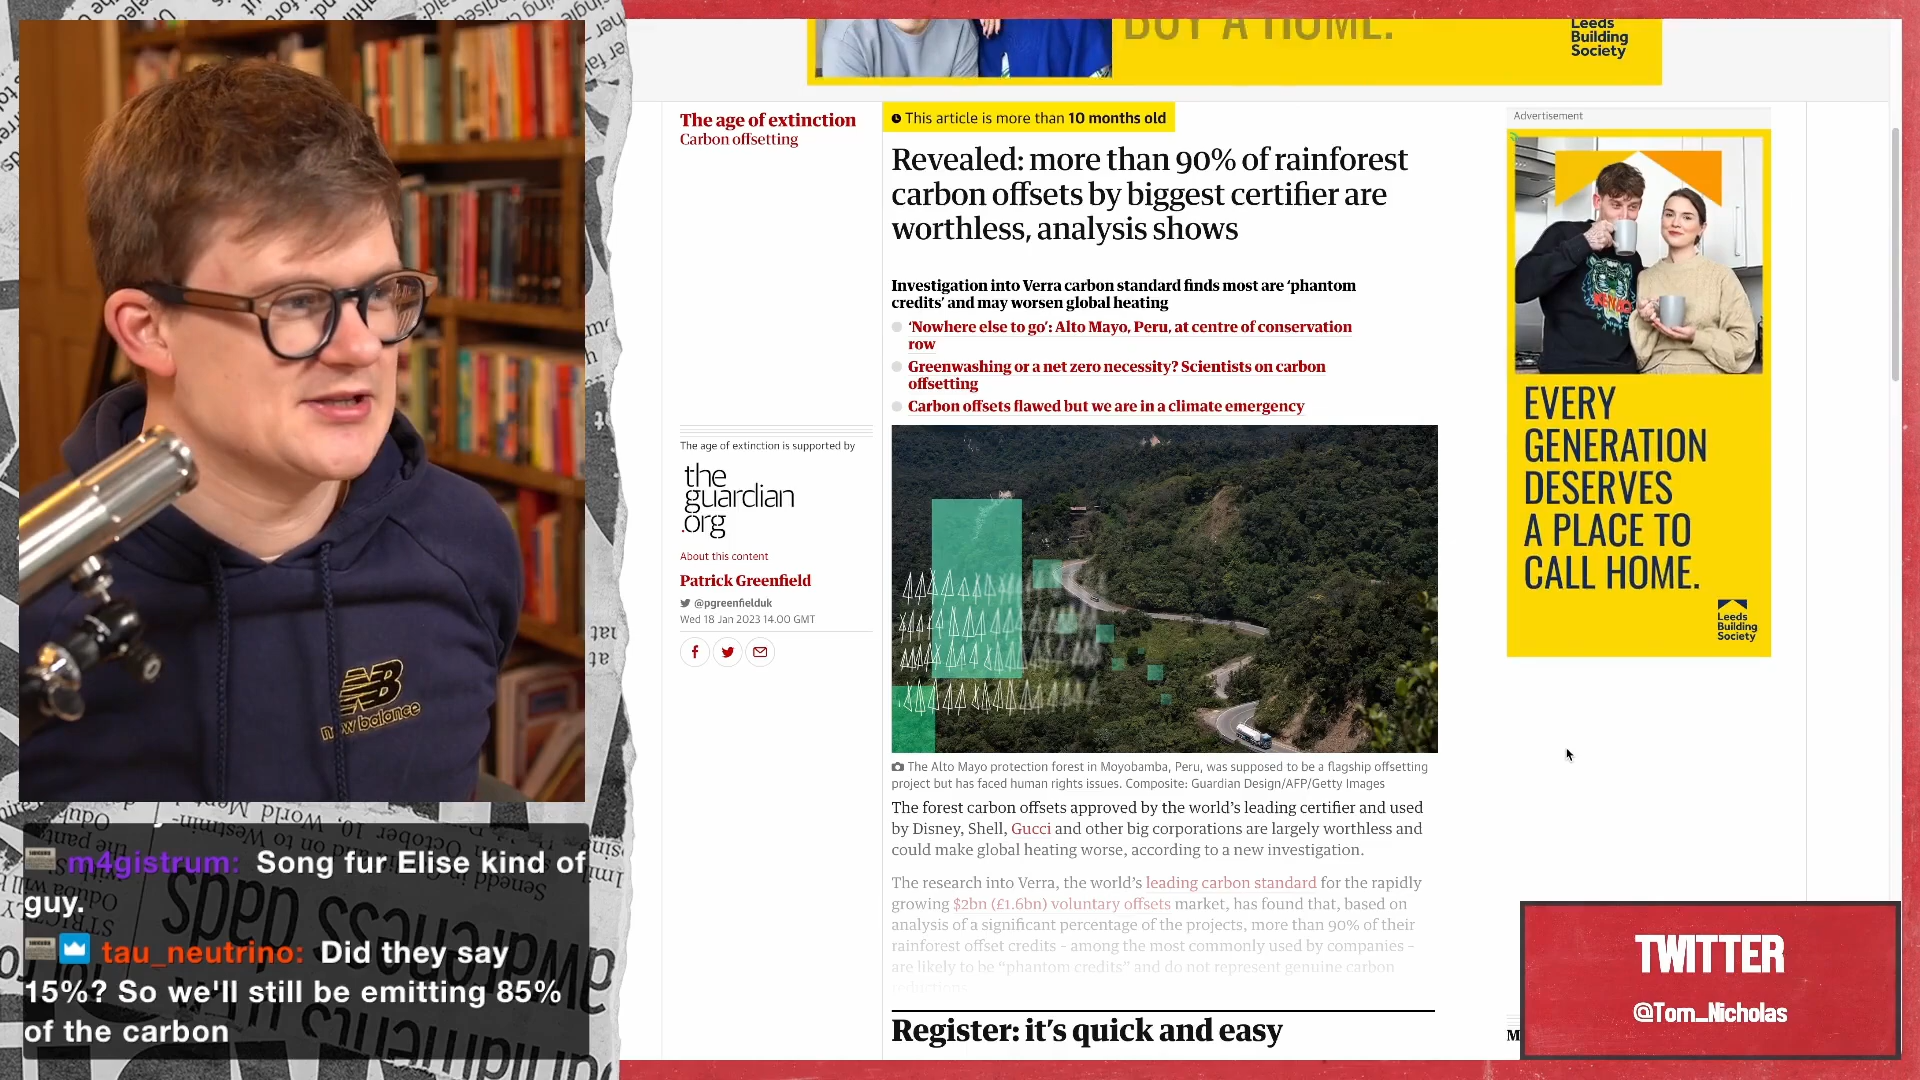 BUY A HOME.
Leeds
Building
Society
The age of extinction
Carbon offsetting
This article is more than 10 months old
Revealed: more than 90% of rainforest
carbon offsets by biggest certifier are
worthless, analysis shows
Investigation into Verra carbon standard finds most are ‘phantom
credits’ and may worsen global heating
‘Nowhere else to go’: Alto Mayo, Peru, at centre of conservation
row
Greenwashing or a net zero necessity? Scientists on carbon
offsetting
Carbon offsets flawed but we are in a climate emergency
The age of extinction is supported by
the
guardian
.org
About this content
Patrick Greenfield
@pgreenfielduk
Wed 18 Jan 2023 14.00 GMT
The Alto Mayo protection forest in Moyobamba, Peru, was supposed to be a flagship offsetting
project but has faced human rights issues. Composite: Guardian Design/AFP/Getty Images
The forest carbon offsets approved by the world’s leading certifier and used
by Disney, Shell, Gucci and other big corporations are largely worthless and
could make global heating worse, according to a new investigation.
The research into Verra, the world’s leading carbon standard for the rapidly
growing $2bn (£1.6bn) voluntary offsets market, has found that, based on
analysis of a significant percentage of the projects, more than 90% of their
rainforest offset credits – among the most commonly used by companies –
are likely to be “phantom credits” and do not represent genuine carbon
reductions.
Register: it’s quick and easy
Advertisement
KENZO
EVERY
GENERATION
DESERVES
A PLACE TO
CALL HOME.
Leeds
Building
Society
M
TWITTER
@Tom_Nicholas
new balance
m4gistrum: Song fur Elise kind of
guy.
tau_neutrino: Did they say
15%? So we'll still be emitting 85%
of the carbon